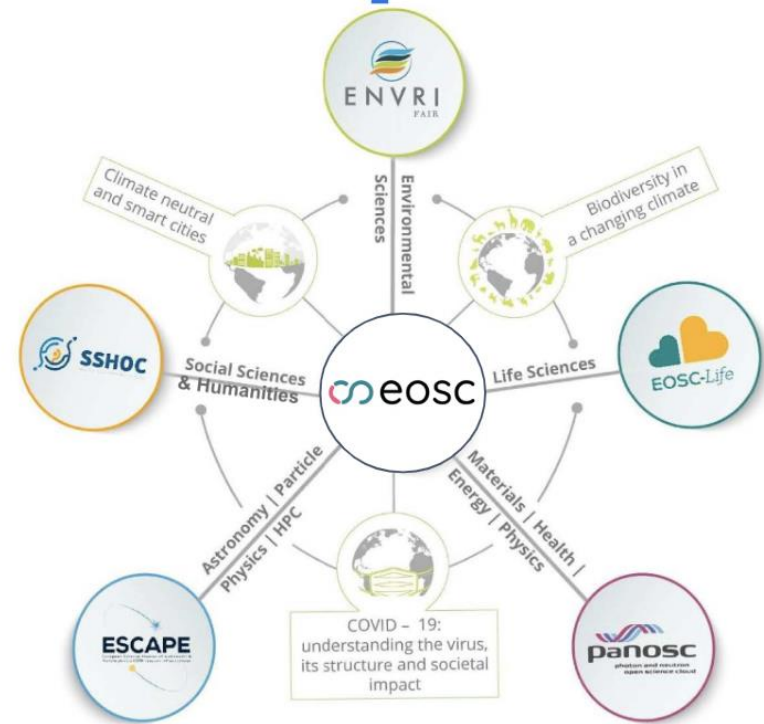 ENVRI
FAIR
Climate neutral
and smart cities
Environmental
Sciences
Biodiversity in
a changing climate
SSHOC
Social Sciences
& Humanities
eosc
Life Sciences
EOSC-Life
Astronomy | Particle
Physics | HPC
Materials | Health |
Energy | Physics
ESCAPE
COVID – 19:
understanding the virus,
its structure and societal
impact
panosc
photon and neutron
open science cloud